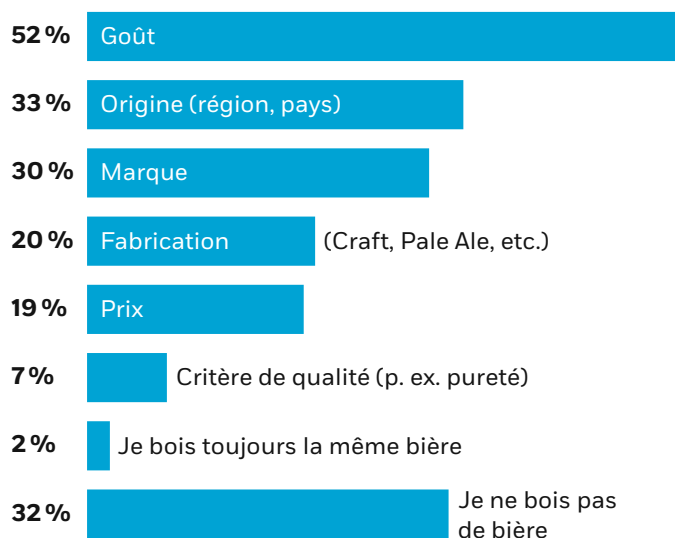 52 % Goût
33 % Origine (région, pays)
30 % Marque
20 % Fabrication (Craft, Pale Ale, etc.)
19 % Prix
7 % Critère de qualité (p. ex. pureté)
2 % Je bois toujours la même bière
32 % Je ne bois pas
de bière